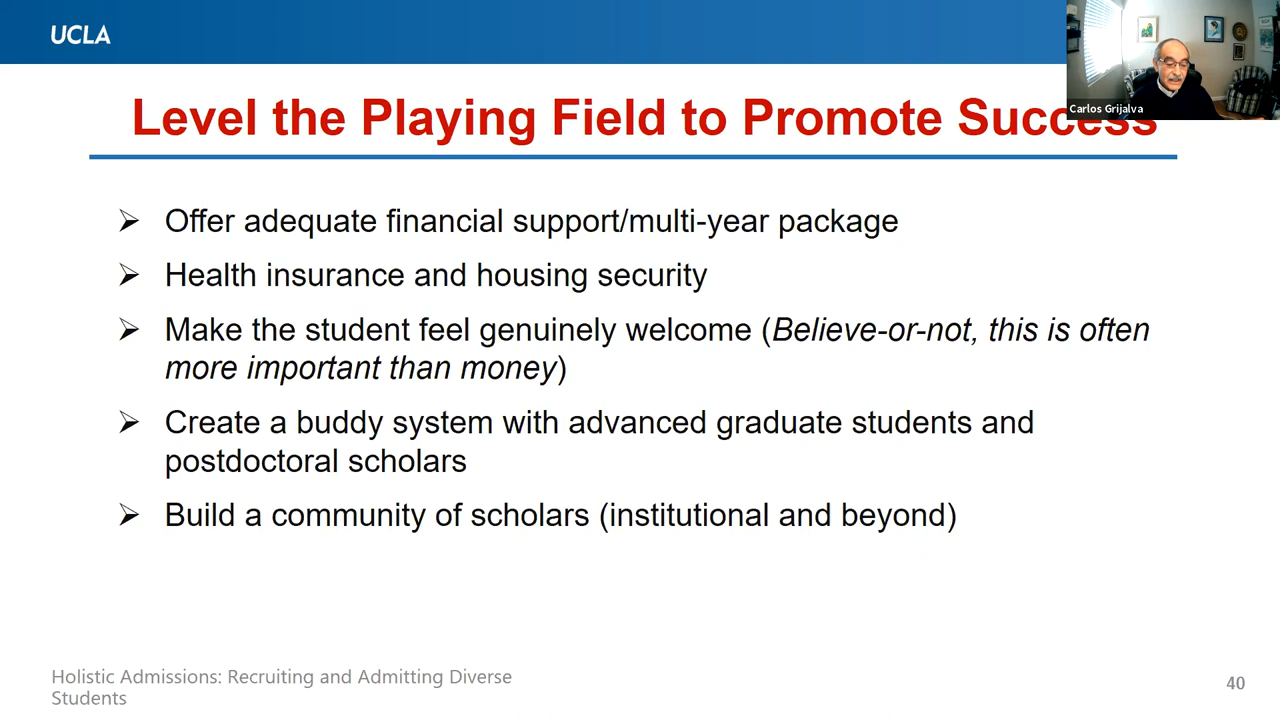 UCLA
Carlos Grijalva
Level the Playing Field to Promote Success
➢ Offer adequate financial support/multi-year package
➢ Health insurance and housing security
➢ Make the student feel genuinely welcome (Believe-or-not, this is often
more important than money)
➢ Create a buddy system with advanced graduate students and
postdoctoral scholars
➢ Build a community of scholars (institutional and beyond)
Holistic Admissions: Recruiting and Admitting Diverse
Students
40